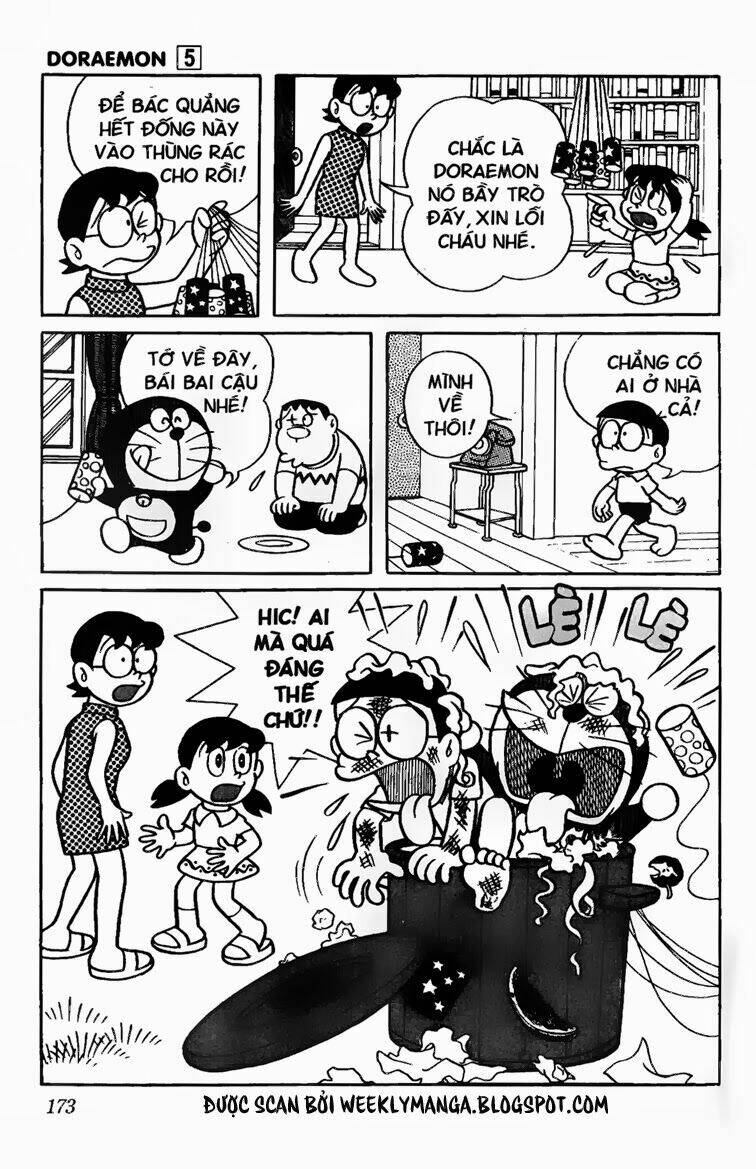 DORAEMON 5
ĐỂ BÁC QUẲNG
HẾT ĐỐNG NÀY
VÀO THÙNG RÁC
CHO RỒI!
CHẮC LÀ
DORAEMON
NÓ BẦY TRÒ
ĐẤY, XIN LỖI
CHÁU NHÉ.
TỚ VỀ ĐÂY,
BÁI BAI CẬU
NHÉ!
MÌNH
VỀ
THÔI!
CHẲNG CÓ
AI Ở NHÀ
CẢ!
HIC! AI
MÀ QUÁ
ĐÁNG
THẾ
CHỨ!!
LÈ LÈ
173
ĐƯỢC SCAN BỞI WEEKLYMANGA.BLOGSPOT.COM